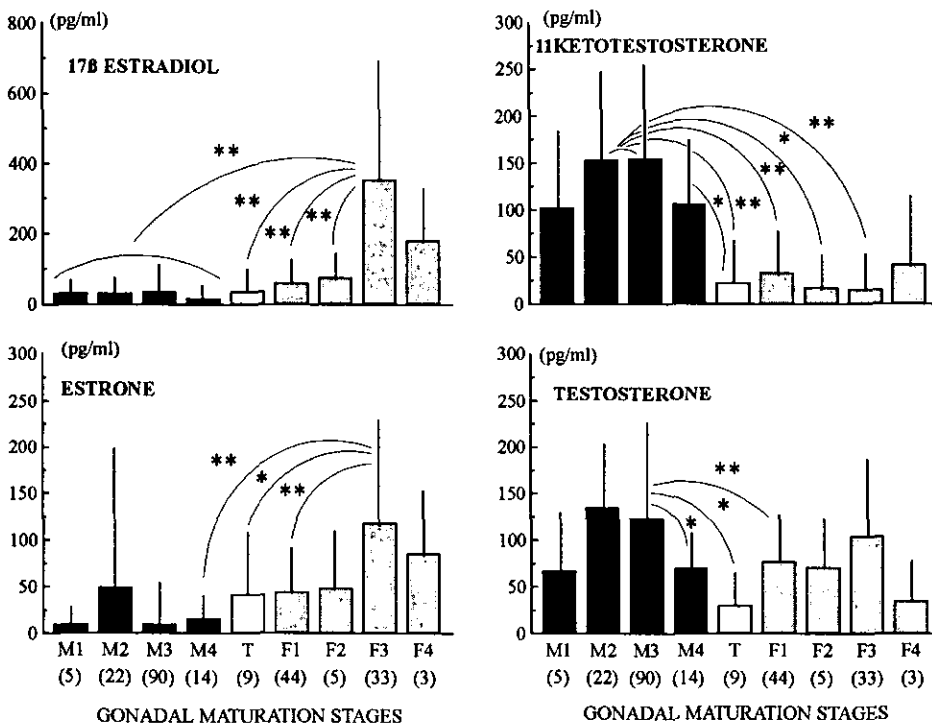 (pg/ml)
800
600
400
200
0
17ß ESTRADIOL
**
**
**
**
(pg/ml)
300
250
200
150
100
50
0
11KETOTESTOSTERONE
*
**
**
*
**
(pg/ml)
300
250
200
150
100
50
0
ESTRONE
**
*
**
M1 M2 M3 M4 T F1 F2 F3 F4
(5) (22) (90) (14) (9) (44) (5) (33) (3)
GONADAL MATURATION STAGES
(pg/ml)
300
250
200
150
100
50
0
TESTOSTERONE
**
*
*
M1 M2 M3 M4 T F1 F2 F3 F4
(5) (22) (90) (14) (9) (44) (5) (33) (3)
GONADAL MATURATION STAGES